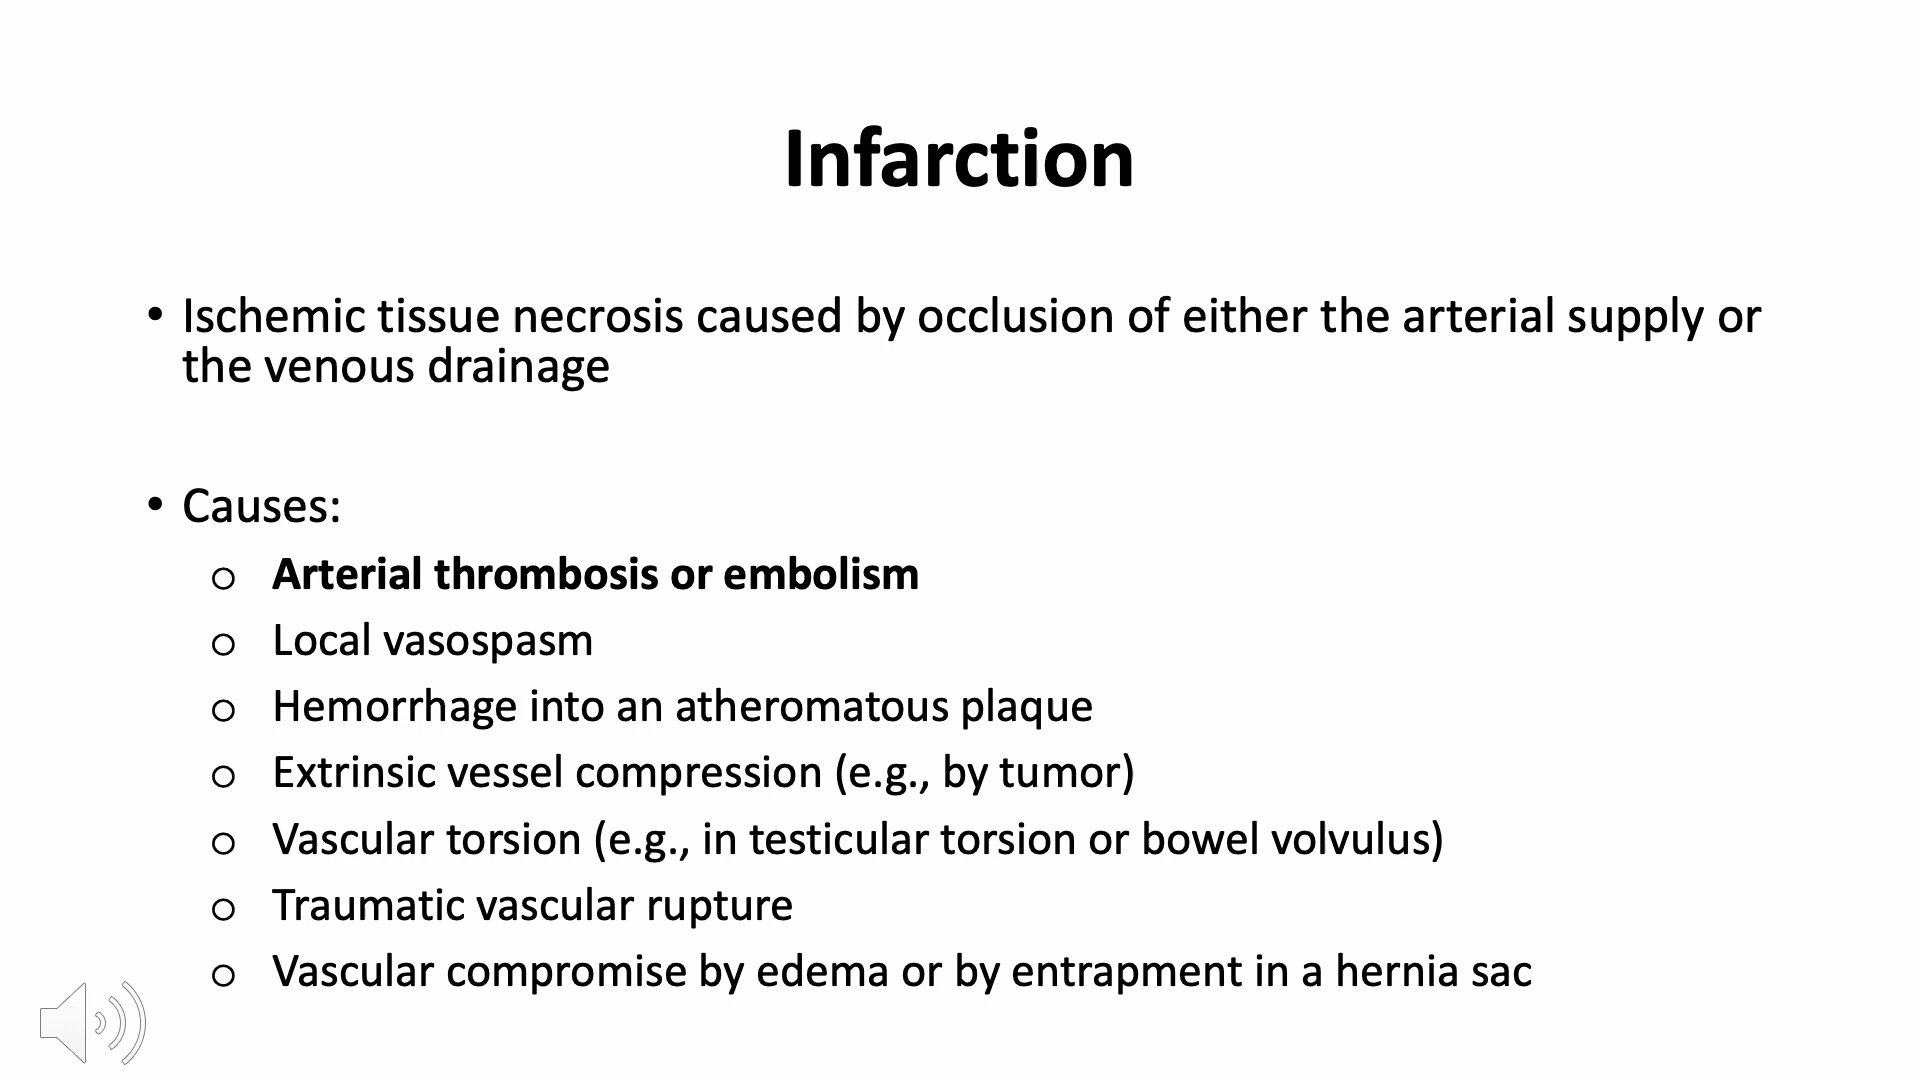 Infarction
• Ischemic tissue necrosis caused by occlusion of either the arterial supply or
the venous drainage
• Causes:
o Arterial thrombosis or embolism
o Local vasospasm
o Hemorrhage into an atheromatous plaque
o Extrinsic vessel compression (e.g., by tumor)
o Vascular torsion (e.g., in testicular torsion or bowel volvulus)
o Traumatic vascular rupture
o Vascular compromise by edema or by entrapment in a hernia sac